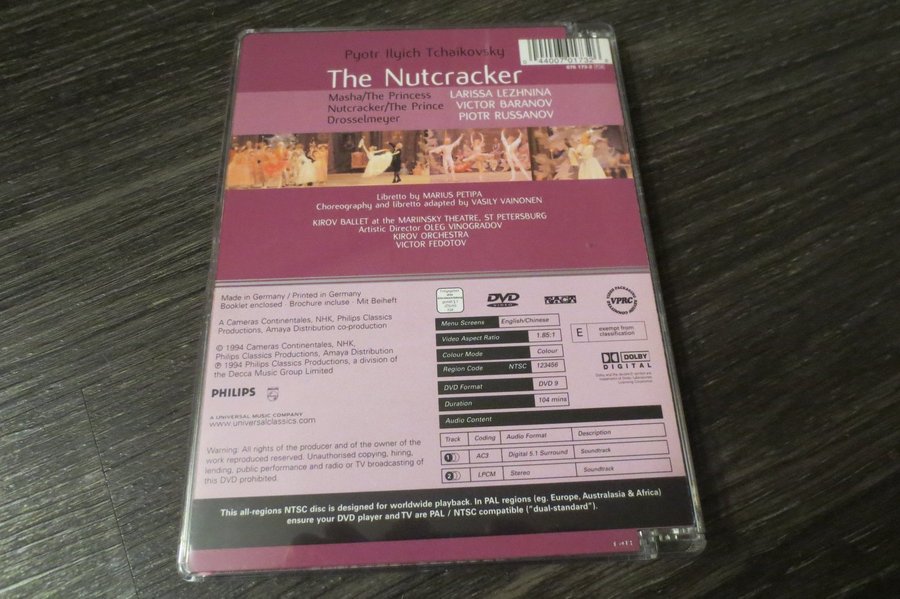 Pyotr Ilyich Tchaikovsky
The Nutcracker
Masha/The Princess LARISSA LEZHNINA
Nutcracker/The Prince VICTOR BARANOV
Drosselmeyer PIOTR RUSSANOV
Libretto by MARIUS PETIPA
Choreography and libretto adapted by VASILY VAINONEN
KIROV BALLET at the MARIINSKY THEATRE, ST PETERSBURG
Artistic Director OLEG VINOGRADOV
KIROV ORCHESTRA
VICTOR FEDOTOV
Made in Germany / Printed in Germany
Booklet enclosed Brochure incluse · Mit Beiheft
A Cameras Continentales, NHK, Philips Classics
Productions, Amaya Distribution co-production
© 1994 Cameras Continentales, NHK,
Philips Classics Productions, Amaya Distribution
℗ 1994 Philips Classics Productions, a division of
the Decca Music Group Limited
PHILIPS
A UNIVERSAL MUSIC COMPANY
www.universalclassics.com
Warning: All rights of the producer and of the owner of the
work reproduced reserved. Unauthorised copying, hiring,
lending, public performance and radio or TV broadcasting of
this DVD prohibited.
DVD
VIDEO
VPRC
Menu Screens English/Chinese
Video Aspect Ratio 1.85:1
Colour Mode Colour
Region Code NTSC 123456
DVD Format DVD 9
Duration 104 mins
Audio Content
Track Coding Audio Format Description
1 AC3 Digital 5.1 Surround Soundtrack
2 LPCM Stereo Soundtrack
E exempt from
classification
DOLBY
DIGITAL
This all-regions NTSC disc is designed for worldwide playback. In PAL regions (eg. Europe, Australasia & Africa)
ensure your DVD player and TV are PAL / NTSC compatible ("dual-standard").